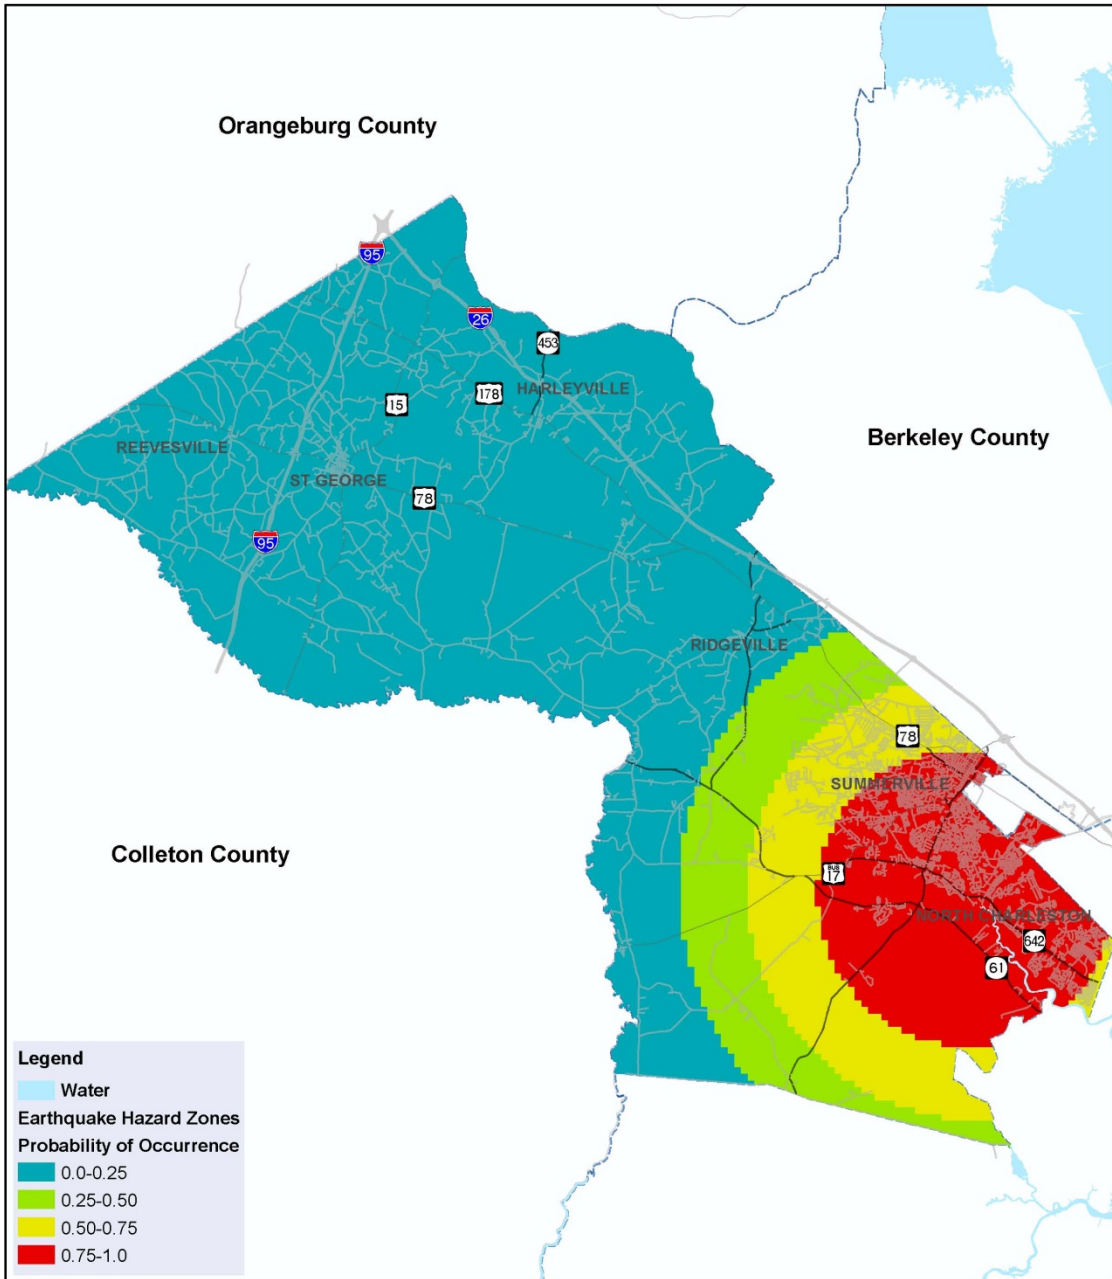 Orangeburg County
95
26
453
HARLEYVILLE
178
15
Berkeley County
REEVESVILLE
ST GEORGE
78
95
RIDGEVILLE
78
SUMMERVILLE
Colleton County
BUS
17
NORTH CHARLESTON
642
61
Legend
Water
Earthquake Hazard Zones
Probability of Occurrence
0.0-0.25
0.25-0.50
0.50-0.75
0.75-1.0